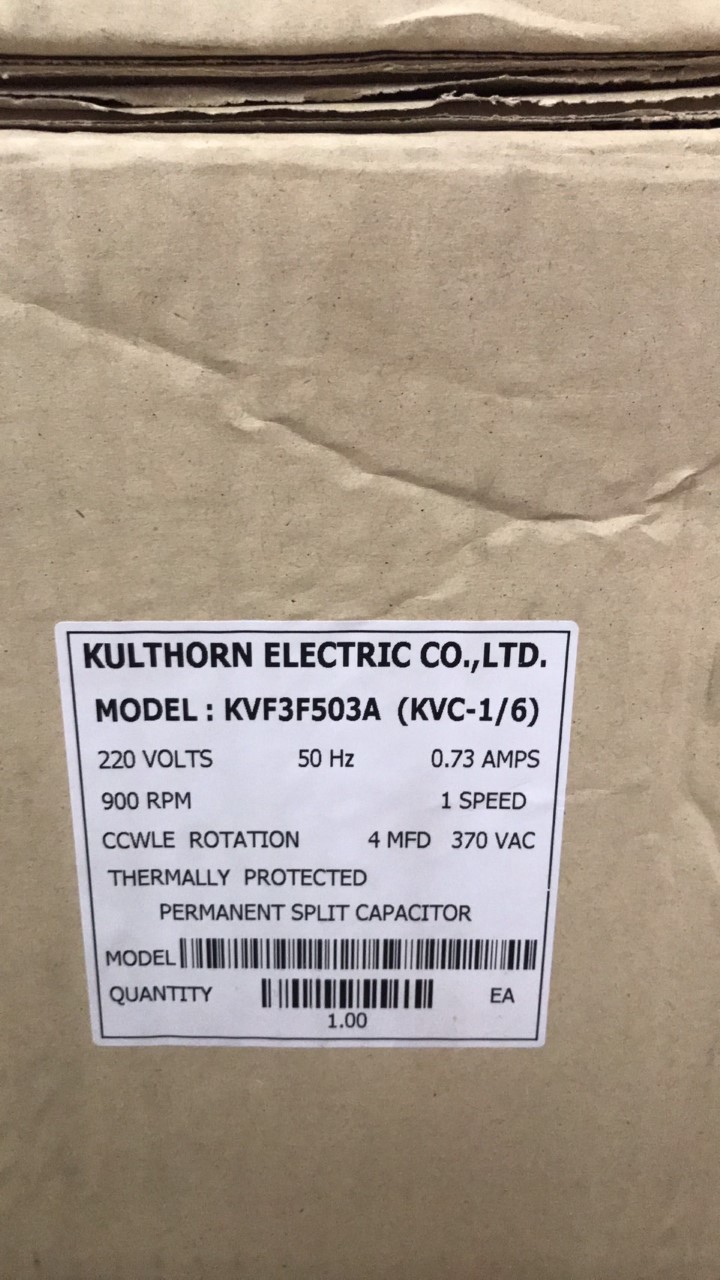 KULTHORN ELECTRIC CO.,LTD.
MODEL : KVF3F503A (KVC-1/6)
220 VOLTS 50 Hz 0.73 AMPS
900 RPM 1 SPEED
CCWLE ROTATION 4 MFD 370 VAC
THERMALLY PROTECTED
PERMANENT SPLIT CAPACITOR
MODEL
QUANTITY EA
1.00